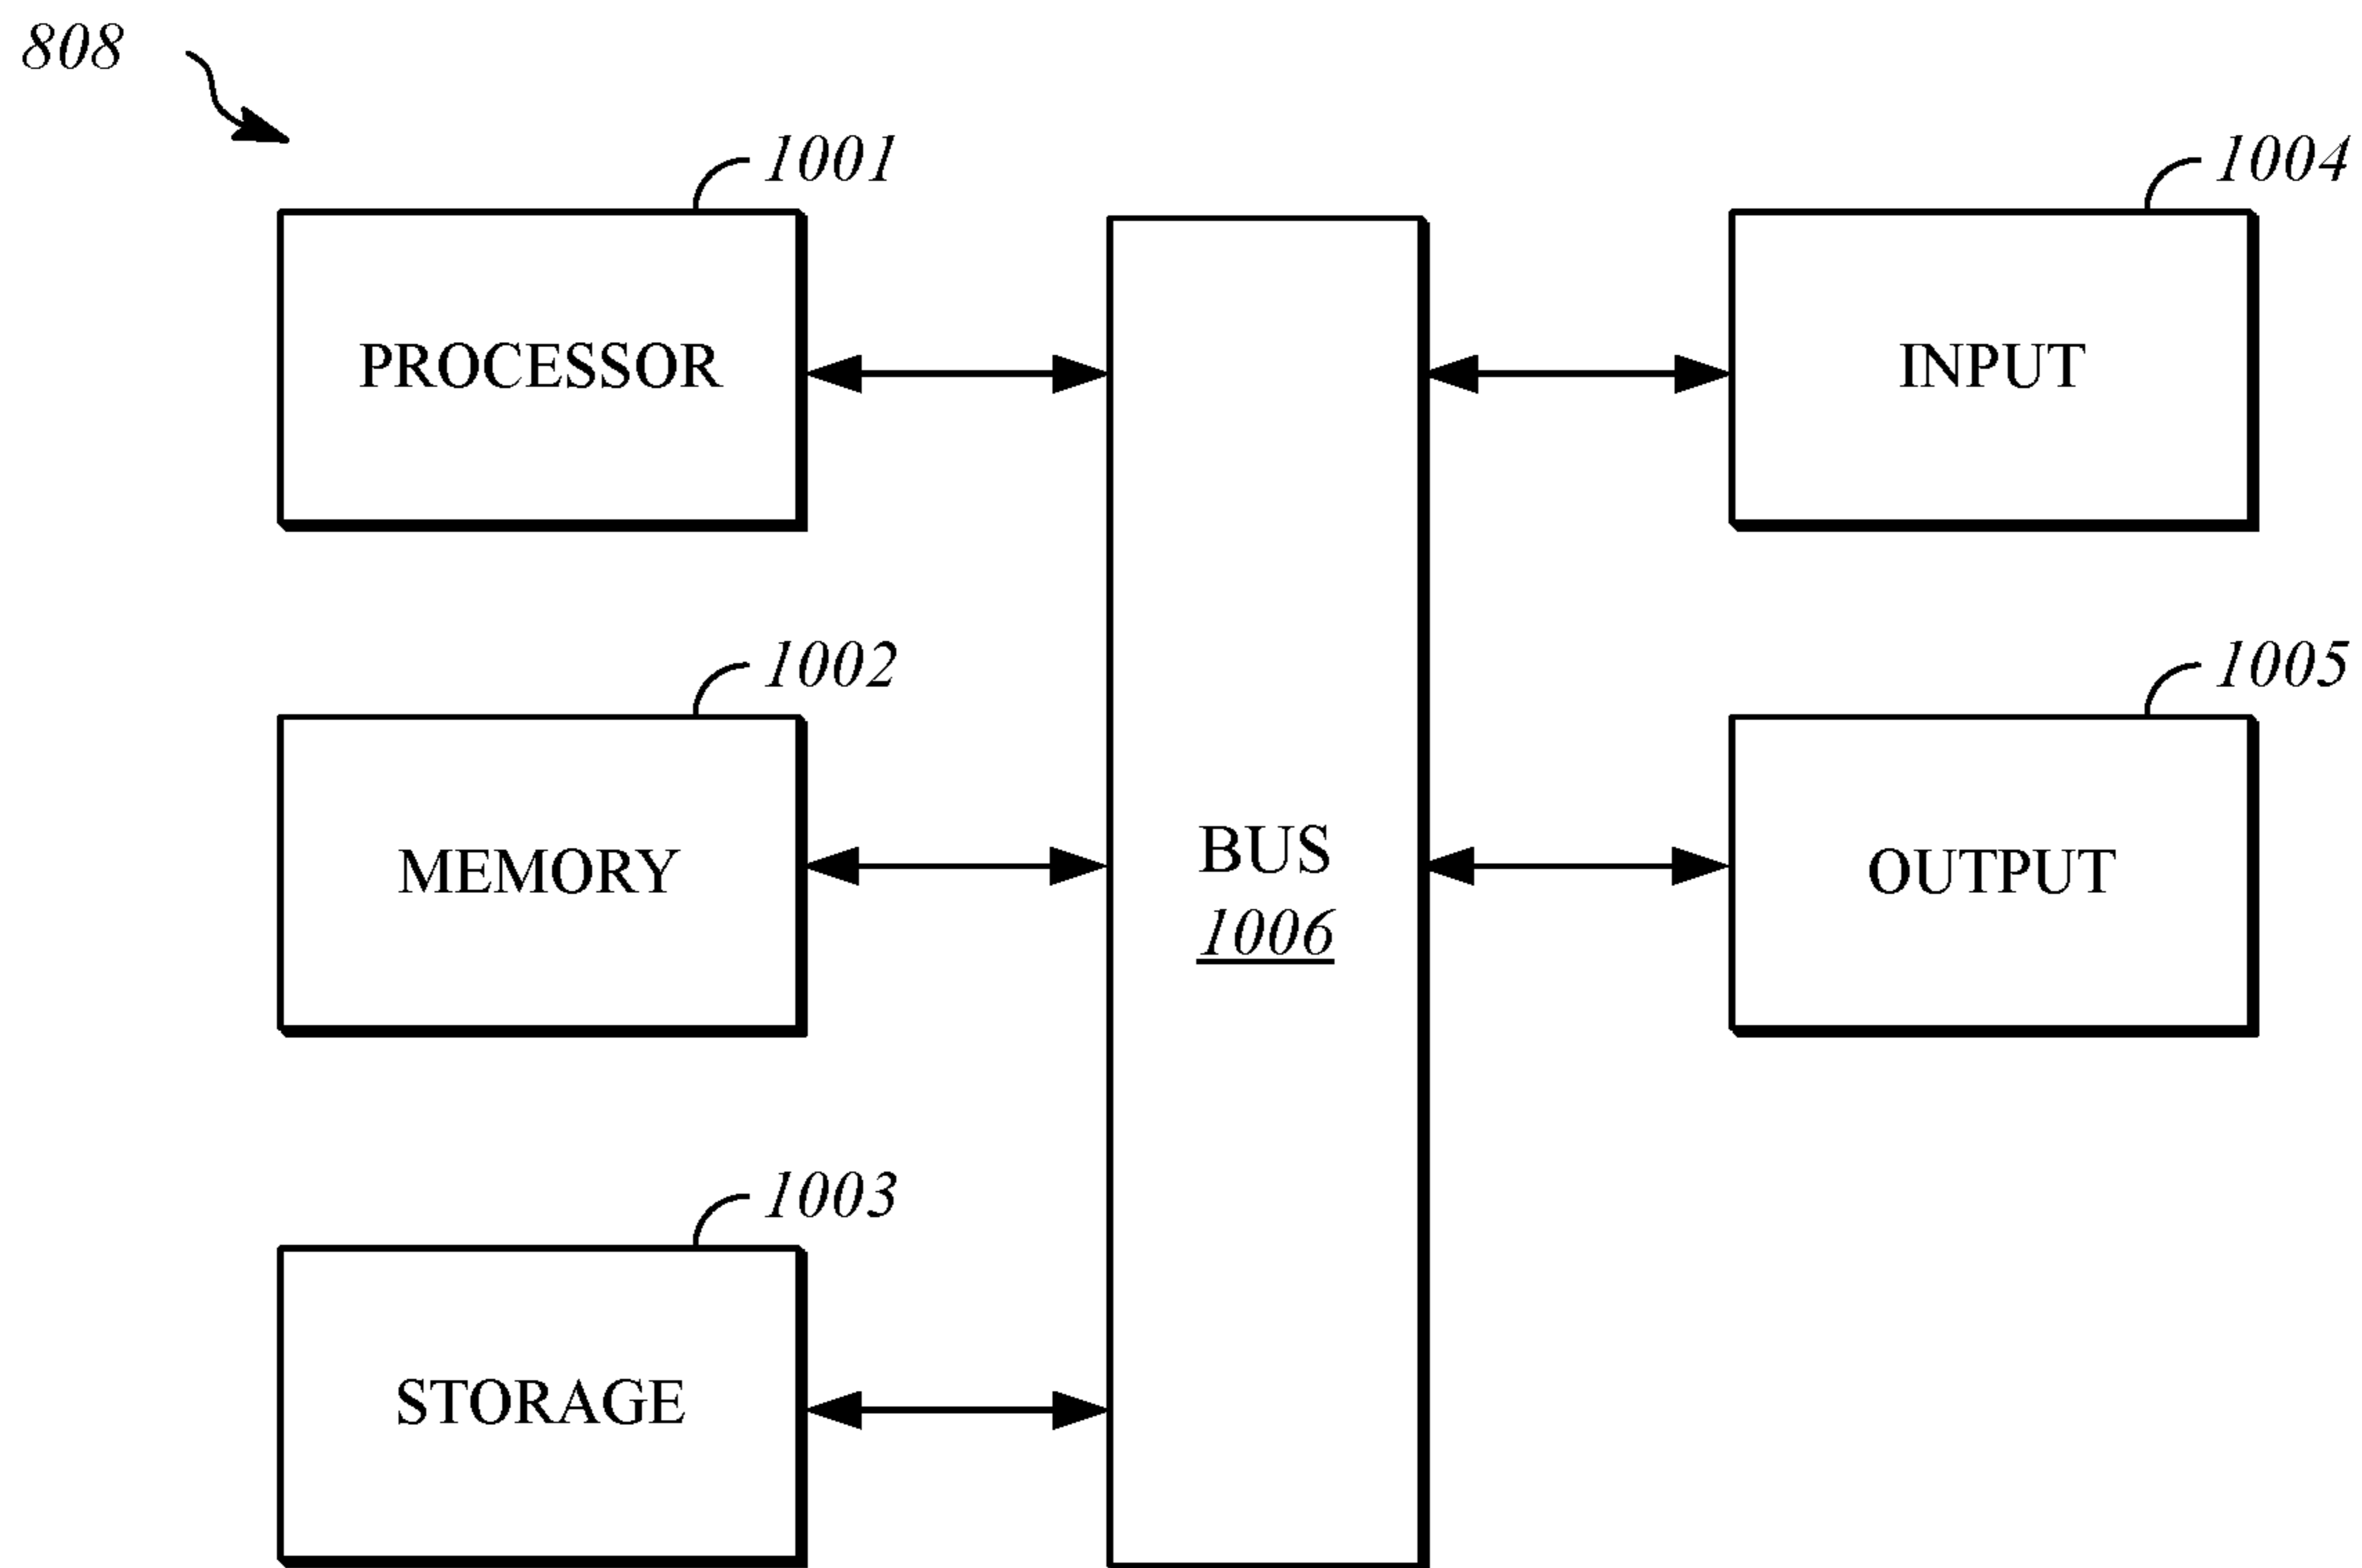 808
1001
1004
PROCESSOR
INPUT
1002
1005
MEMORY
BUS
1006
OUTPUT
1003
STORAGE